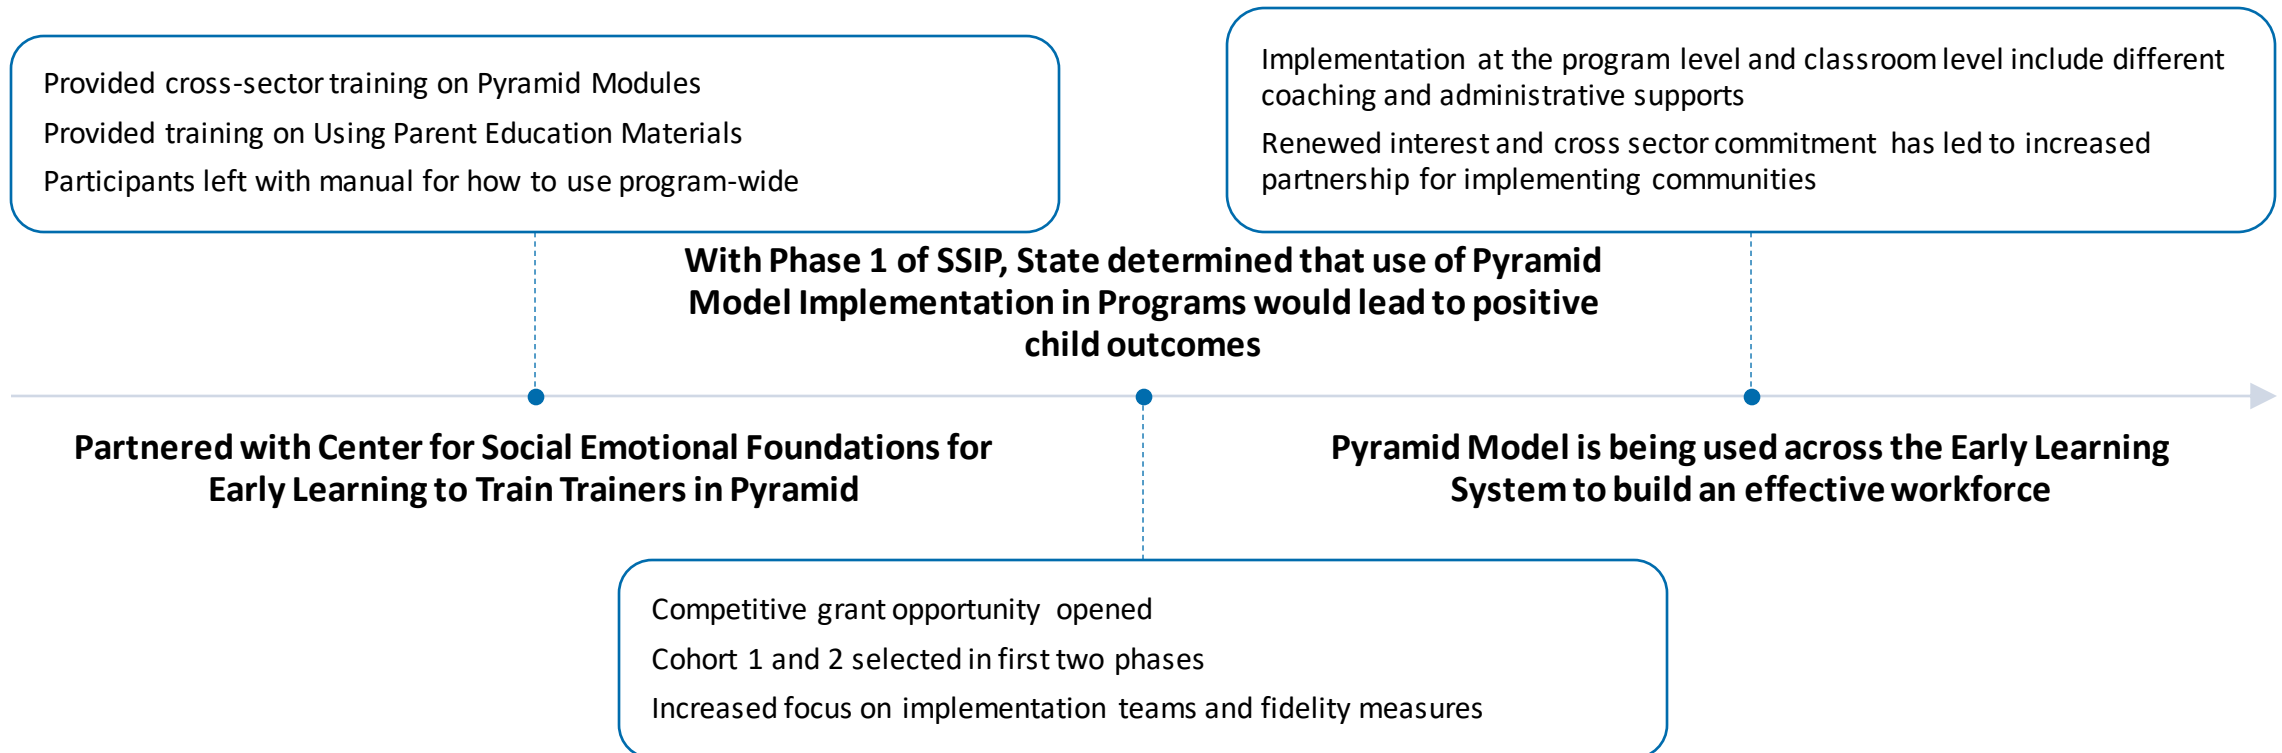 Provided cross-sector training on Pyramid Modules
Provided training on Using Parent Education Materials
Participants left with manual for how to use program-wide
Partnered with Center for Social Emotional Foundations for
Early Learning to Train Trainers in Pyramid
With Phase 1 of SSIP, State determined that use of Pyramid
Model Implementation in Programs would lead to positive
child outcomes
Competitive grant opportunity opened
Cohort 1 and 2 selected in first two phases
Increased focus on implementation teams and fidelity measures
Implementation at the program level and classroom level include different
coaching and administrative supports
Renewed interest and cross sector commitment has led to increased
partnership for implementing communities
Pyramid Model is being used across the Early Learning
System to build an effective workforce